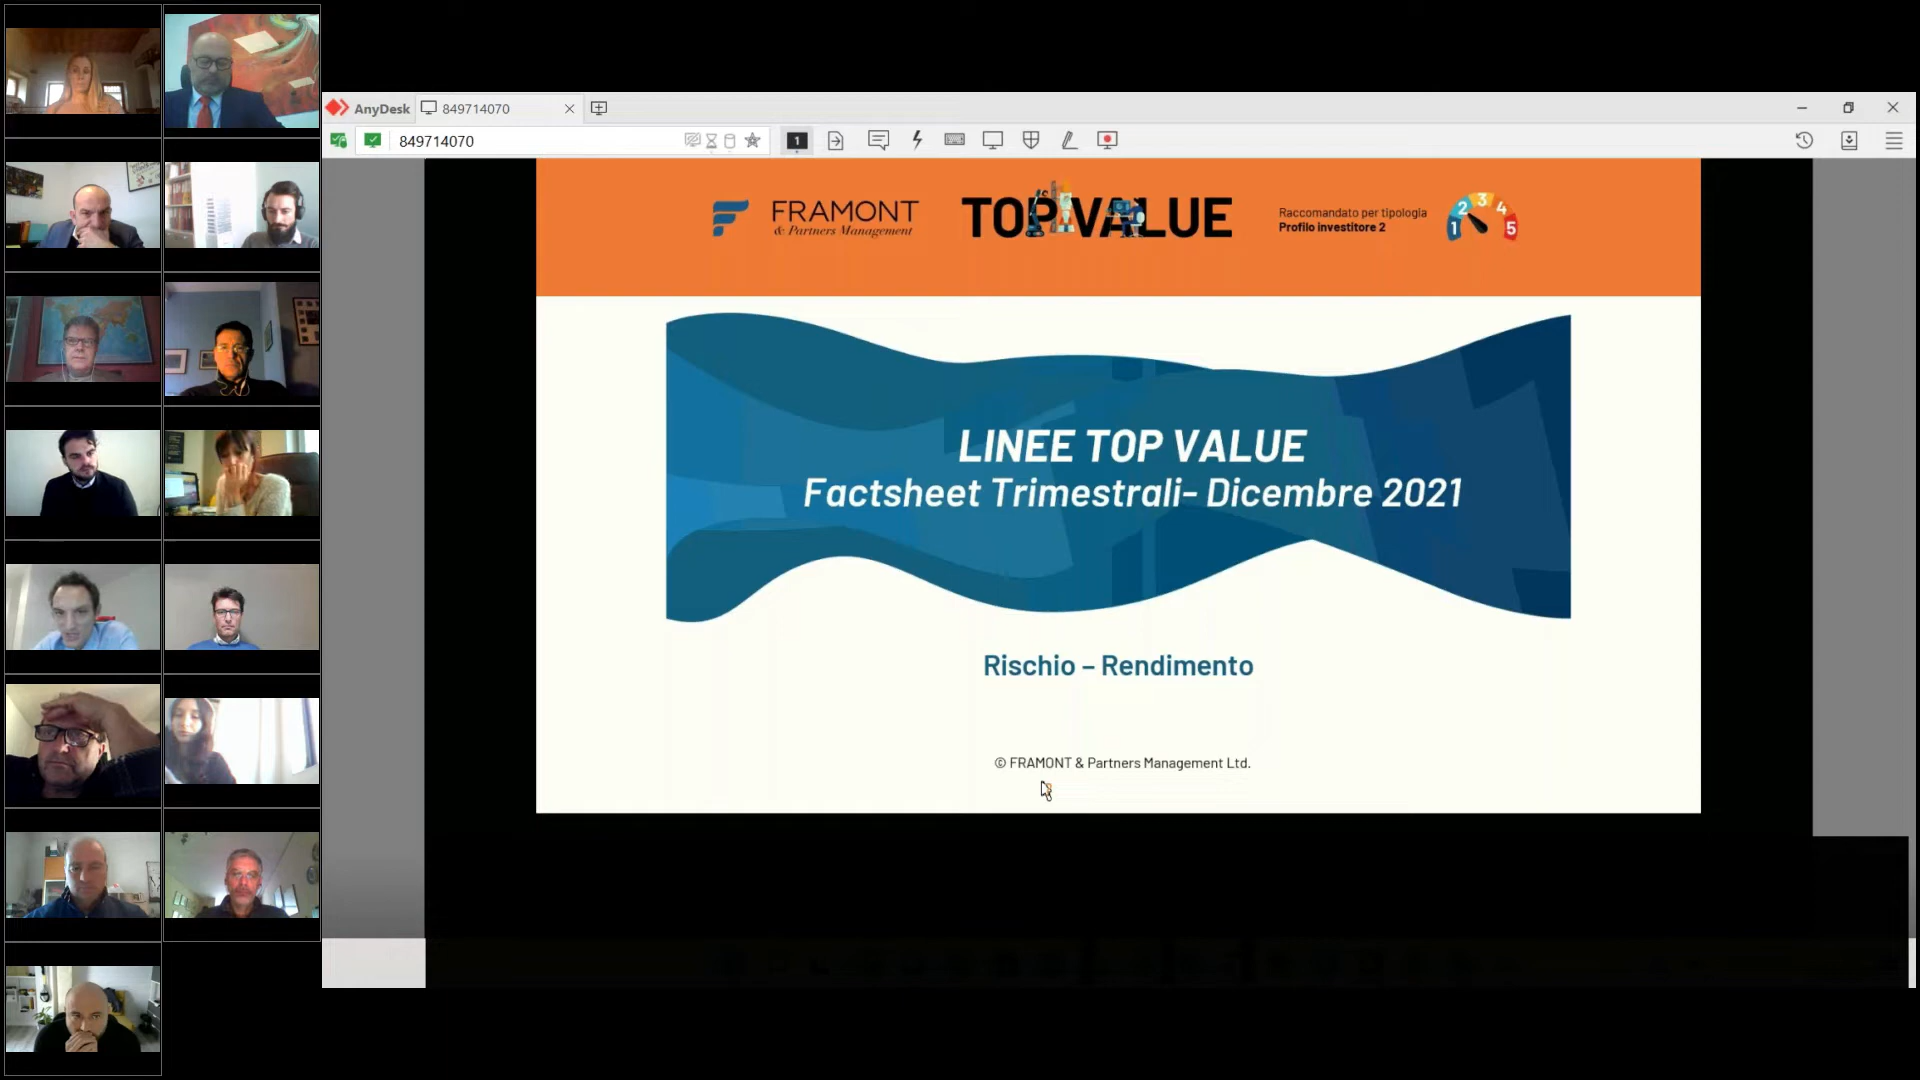 AnyDesk
849714070
849714070
1
FRAMONT
& Partners Management
TOP VALUE
Raccomandato per tipologia
Profilo investitore 2
1 2 3 4 5
LINEE TOP VALUE
Factsheet Trimestrali- Dicembre 2021
Rischio – Rendimento
© FRAMONT & Partners Management Ltd.